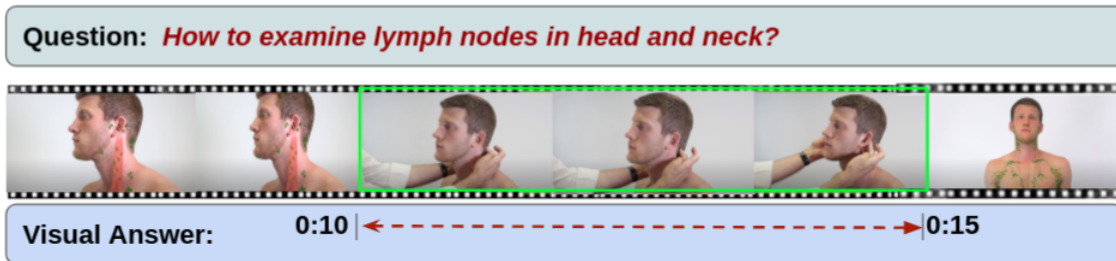 Question: How to examine lymph nodes in head and neck?
Visual Answer: 0:10 0:15